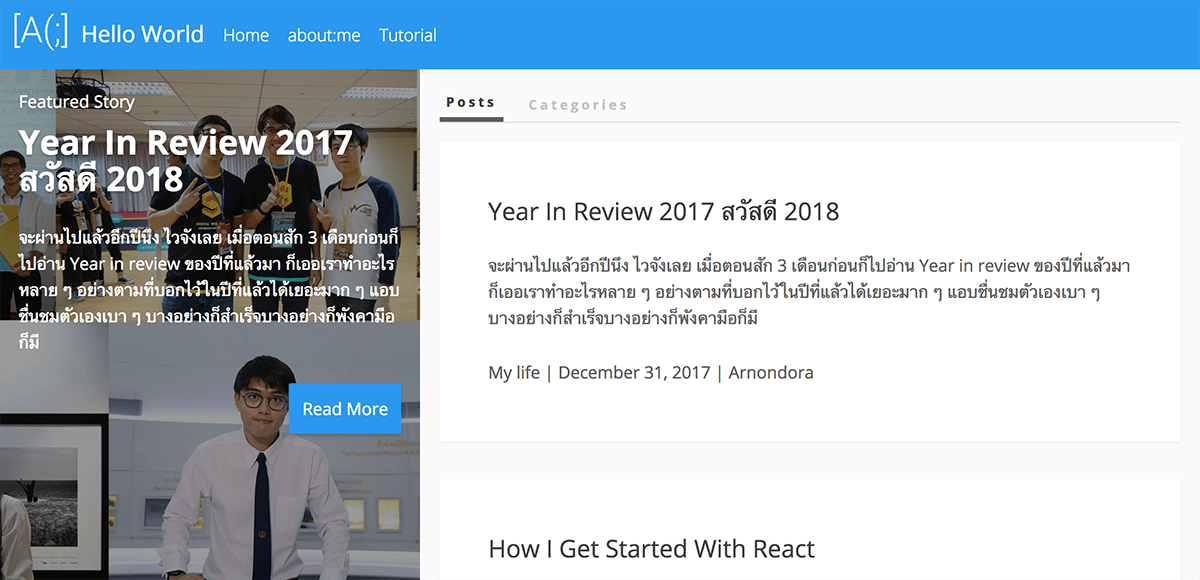 [A(;] Hello World Home about:me Tutorial
Featured Story
Year In Review 2017
สวัสดี 2018
จะผ่านไปแล้วอีกปีนึง ไวจังเลย เมื่อตอนสัก 3 เดือนก่อนก็
ไปอ่าน Year in review ของปีที่แล้วมา ก็เออเราทำอะไร
หลาย ๆ อย่างตามที่บอกไว้ในปีที่แล้วได้เยอะมาก ๆ แอบ
ชื่นชมตัวเองเบา ๆ บางอย่างก็สำเร็จบางอย่างก็พังคามือ
ก็มี
Read More
Posts Categories
Year In Review 2017 สวัสดี 2018
จะผ่านไปแล้วอีกปีนึง ไวจังเลย เมื่อตอนสัก 3 เดือนก่อนก็ไปอ่าน Year in review ของปีที่แล้วมา
ก็เออเราทำอะไรหลาย ๆ อย่างตามที่บอกไว้ในปีที่แล้วได้เยอะมาก ๆ แอบชื่นชมตัวเองเบา ๆ
บางอย่างก็สำเร็จบางอย่างก็พังคามือก็มี
My life | December 31, 2017 | Arnondora
How I Get Started With React